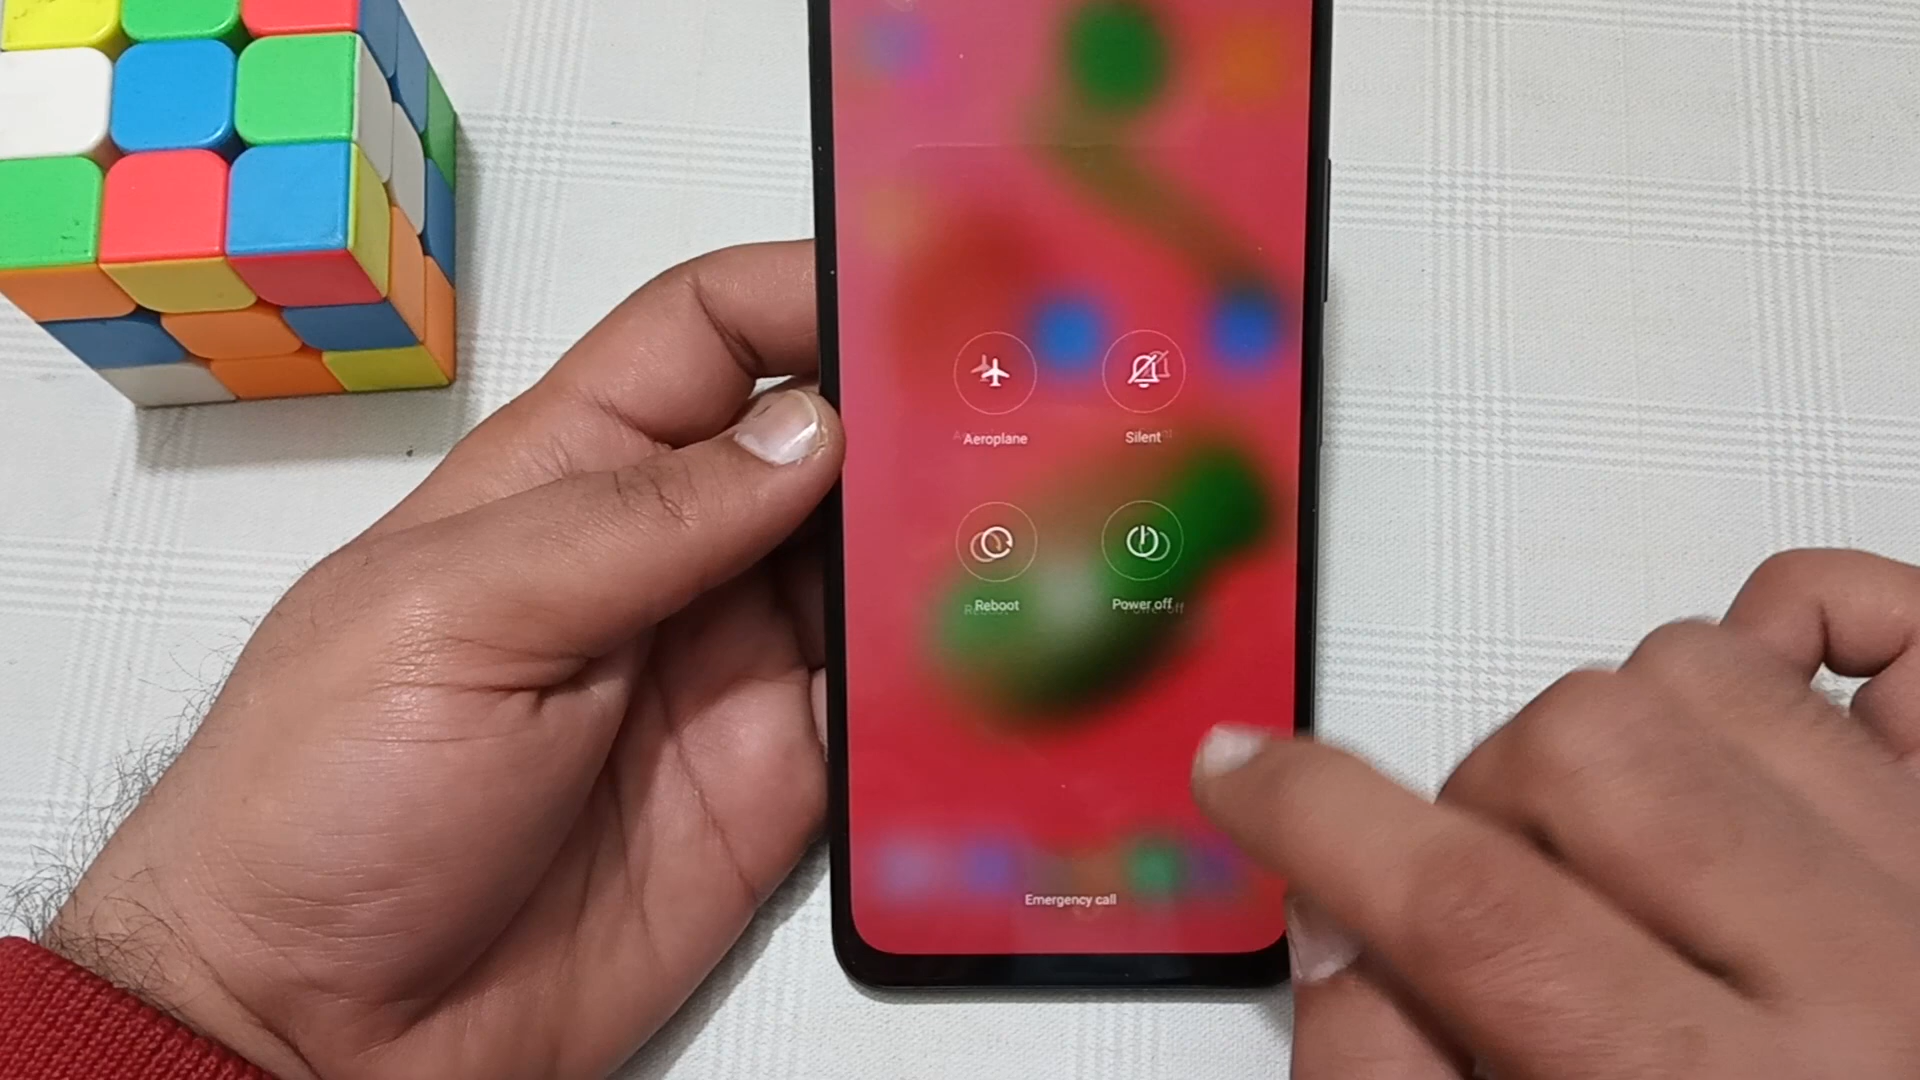 Aeroplane
Silent
Reboot
Power off
Emergency call